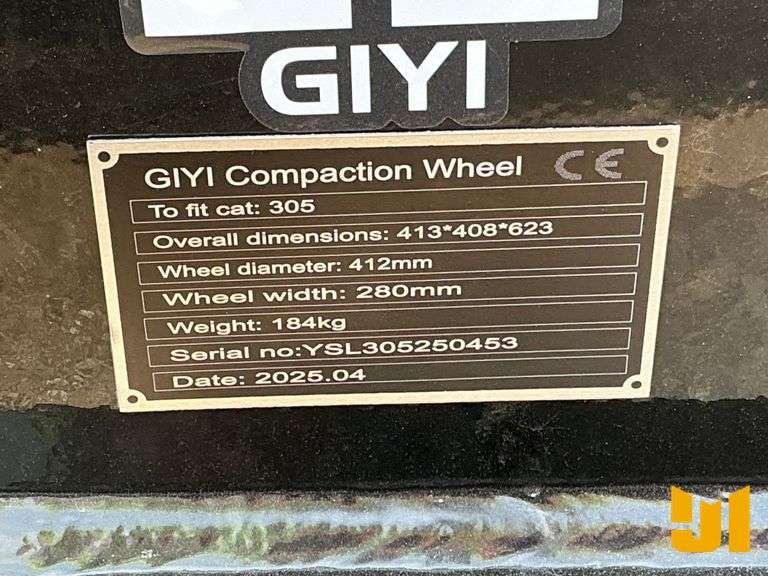 GIYI
GIYI Compaction Wheel CE
To fit cat: 305
Overall dimensions: 413*408*623
Wheel diameter: 412mm
Wheel width: 280mm
Weight: 184kg
Serial no:YSL305250453
Date: 2025.04